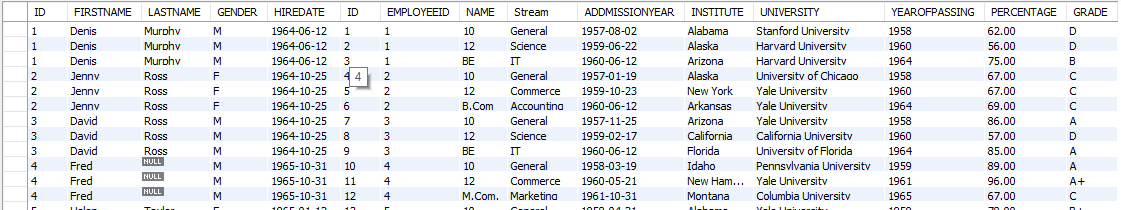 ID FIRSTNAME LASTNAME GENDER HIREDATE ID EMPLOYEEID NAME Stream ADDMISSIONYEAR INSTITUTE UNIVERSITY YEAROFPASSING PERCENTAGE GRADE
1 Denis Murphy M 1964-06-12 1 1 10 General 1957-08-02 Alabama Stanford University 1958 62.00 D
1 Denis Murphy M 1964-06-12 2 1 12 Science 1959-06-22 Alaska Harvard University 1960 56.00 D
1 Denis Murphy M 1964-06-12 3 1 BE IT 1960-06-12 Arizona Harvard University 1964 75.00 B
2 Jenny Ross F 1964-10-25 4 4 2 10 General 1957-01-19 Alaska University of Chicago 1958 67.00 C
2 Jenny Ross F 1964-10-25 5 2 12 Commerce 1959-10-23 New York Yale University 1960 67.00 C
2 Jenny Ross F 1964-10-25 6 2 B.Com Accounting 1960-06-12 Arkansas Yale University 1964 69.00 C
3 David Ross M 1964-10-25 7 3 10 General 1957-11-25 Arizona Yale University 1958 86.00 A
3 David Ross M 1964-10-25 8 3 12 Science 1959-02-17 California California University 1960 57.00 D
3 David Ross M 1964-10-25 9 3 BE IT 1960-06-12 Florida University of Florida 1964 85.00 A
4 Fred NULL M 1965-10-31 10 4 10 General 1958-03-19 Idaho Pennsylvania University 1959 89.00 A
4 Fred NULL M 1965-10-31 11 4 12 Commerce 1960-05-21 New Ham... Yale University 1961 96.00 A+
4 Fred NULL M 1965-10-31 12 4 M.Com. Marketing 1961-10-31 Montana Columbia University 1965 67.00 C